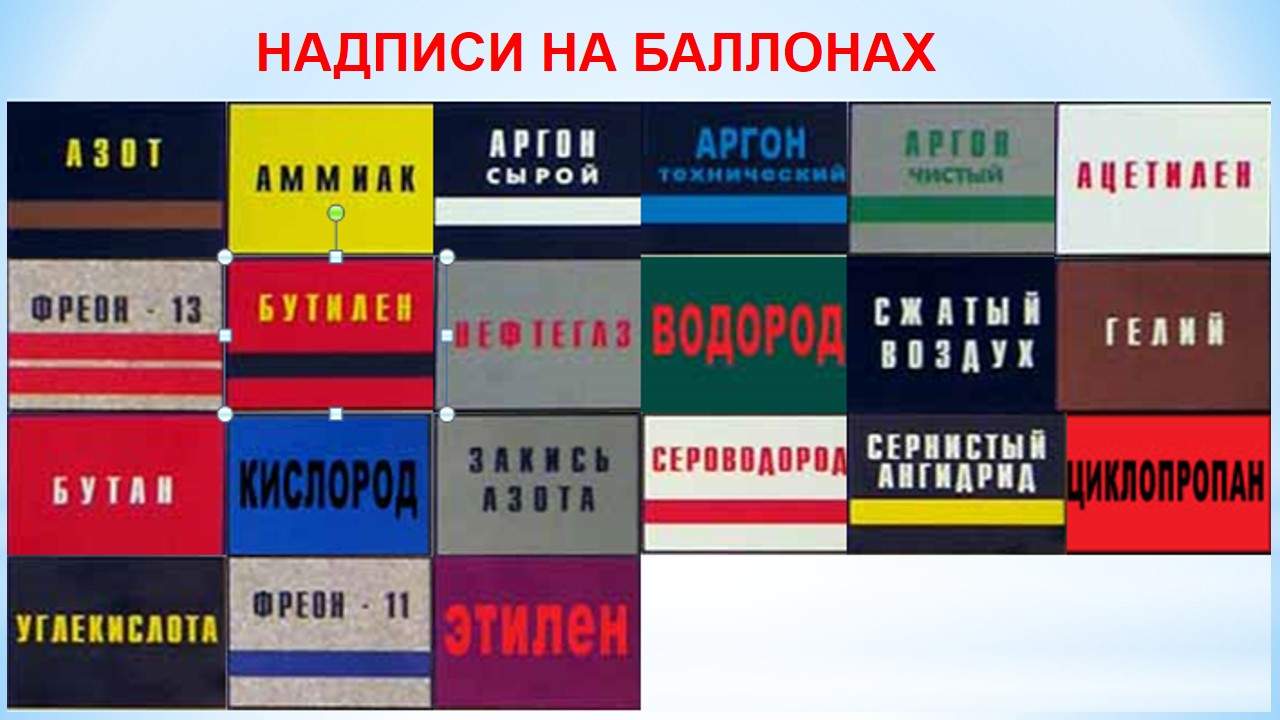 НАДПИСИ НА БАЛЛОНАХ
АЗОТ
АММИАК
АРГОН
СЫРОЙ
АРГОН
технический
АРГОН
ЧИСТЫЙ
АЦЕТИЛЕН
ФРЕОН - 13
БУТИЛЕН
НЕФТЕГАЗ
ВОДОРОД
СЖАТЫЙ
ВОЗДУХ
ГЕЛИЙ
БУТАН
КИСЛОРОД
ЗАКИСЬ
АЗОТА
СЕРОВОДОРОД
СЕРНИСТЫЙ
АНГИДРИД
ЦИКЛОПРОПАН
УГЛЕКИСЛОТА
ФРЕОН - 11
этилен